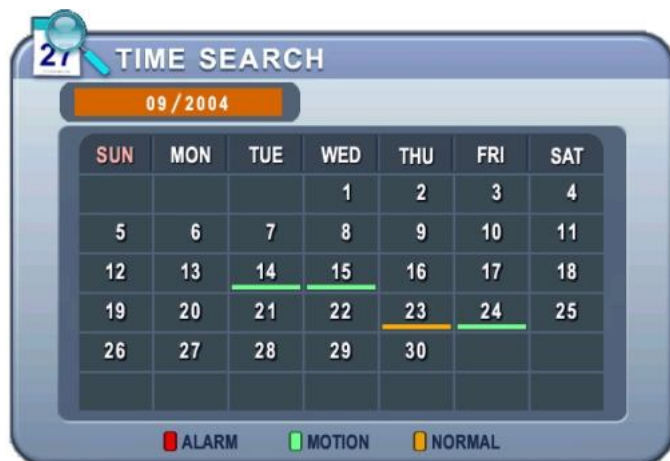 27
TIME SEARCH
09/2004
SUN MON TUE WED THU FRI SAT
1 2 3 4
5 6 7 8 9 10 11
12 13 14 15 16 17 18
19 20 21 22 23 24 25
26 27 28 29 30
ALARM MOTION NORMAL